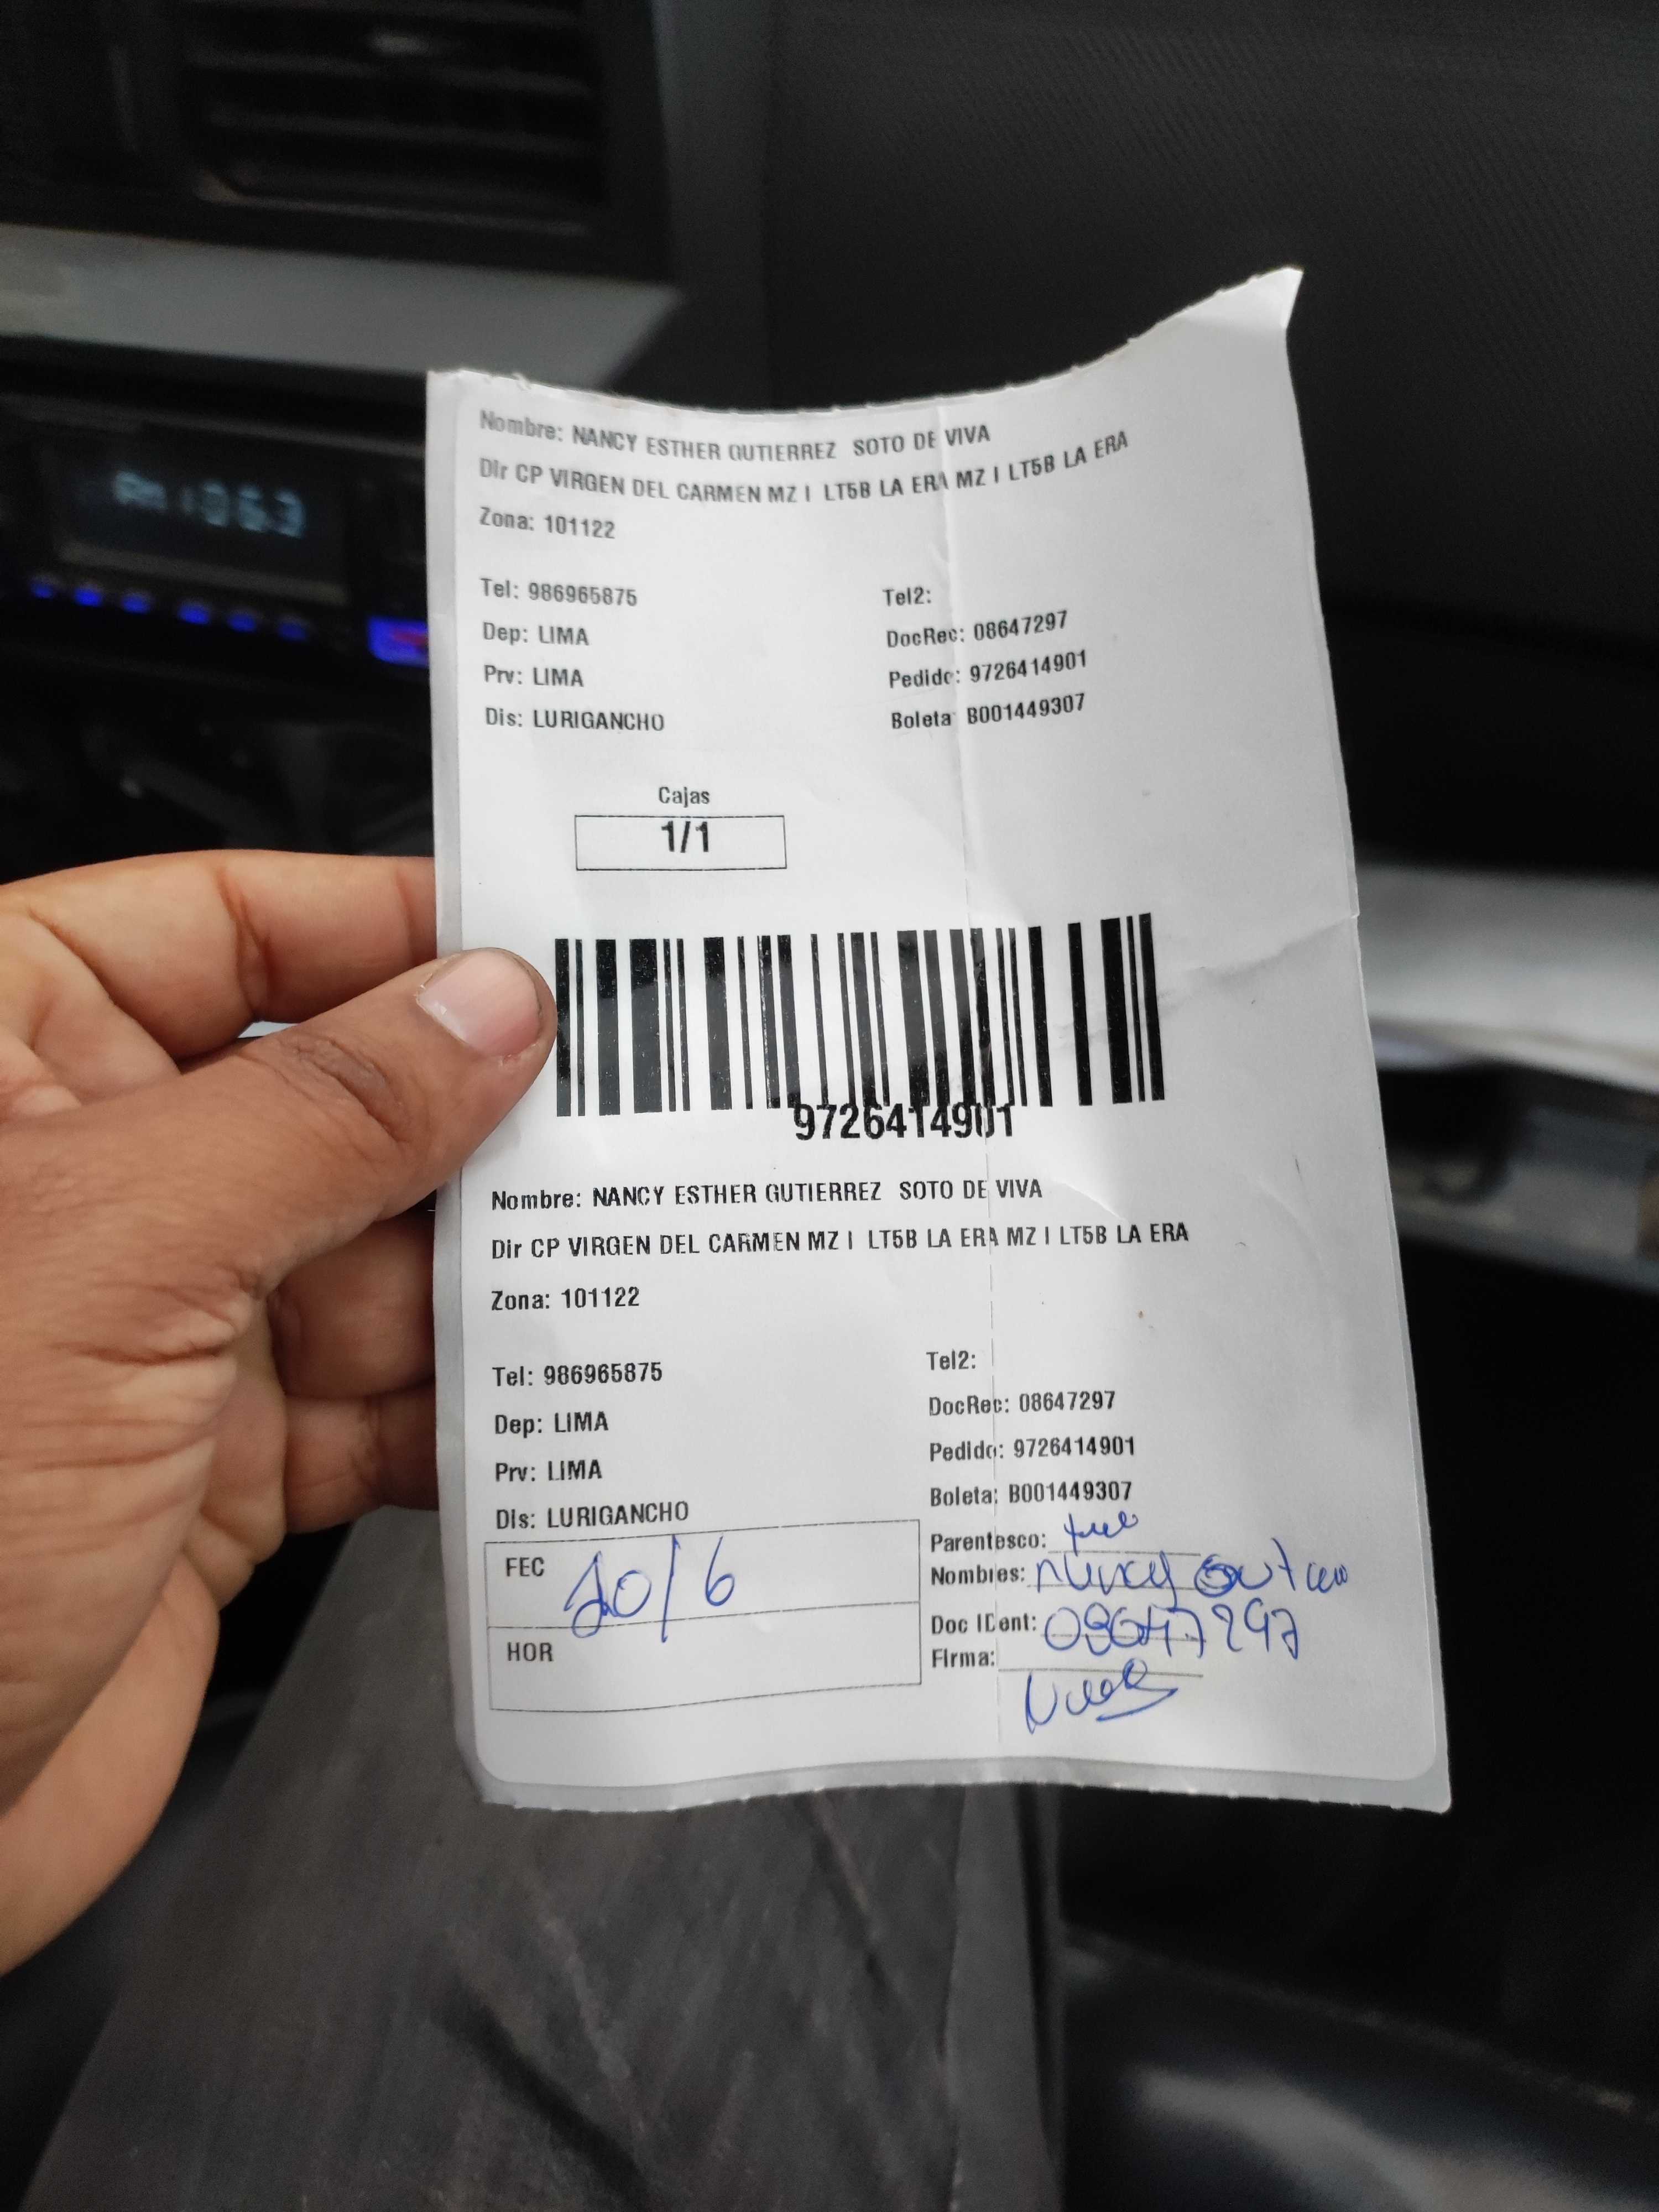 Nombre: NANCY ESTHER GUTIERREZ SOTO DE VIVA
Dir CP VIRGEN DEL CARMEN MZ I LT5B LA ERA MZ I LT5B LA ERA
Zona: 101122
Tel: 986965875 Tel2:
Dep: LIMA DocRec: 08647297
Prv: LIMA Pedido: 9726414901
Dis: LURIGANCHO Boleta: B001449307
Cajas
1/1
9726414901
Nombre: NANCY ESTHER GUTIERREZ SOTO DE VIVA
Dir CP VIRGEN DEL CARMEN MZ I LT5B LA ERA MZ I LT5B LA ERA
Zona: 101122
Tel: 986965875 Tel2:
Dep: LIMA DocRec: 08647297
Prv: LIMA Pedido: 9726414901
Dis: LURIGANCHO Boleta: B001449307
FEC 20/6
HOR
Parentesco:
Nombres: Nancy
Doc IDent: 08647297
Firma: